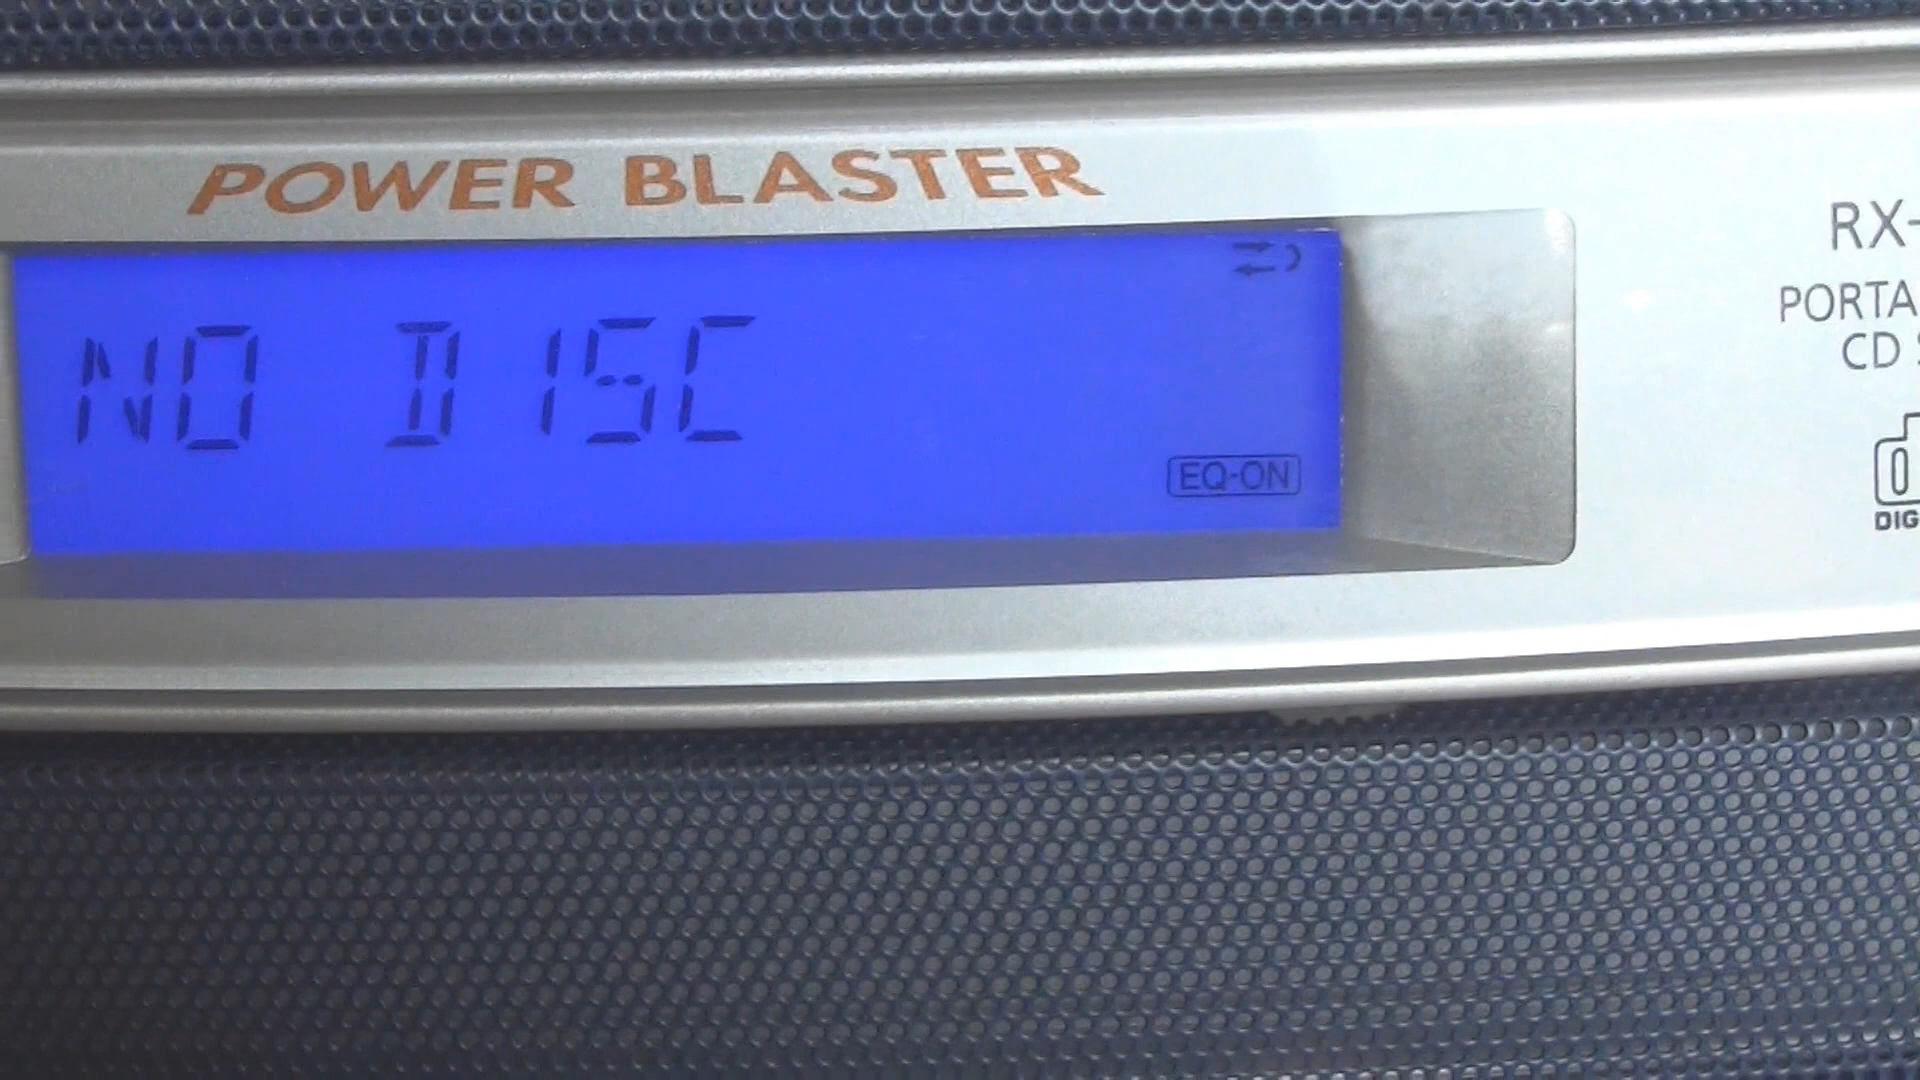 POWER BLASTER
NO DISC
EQ-ON
RX-
PORTA
CD
DIG